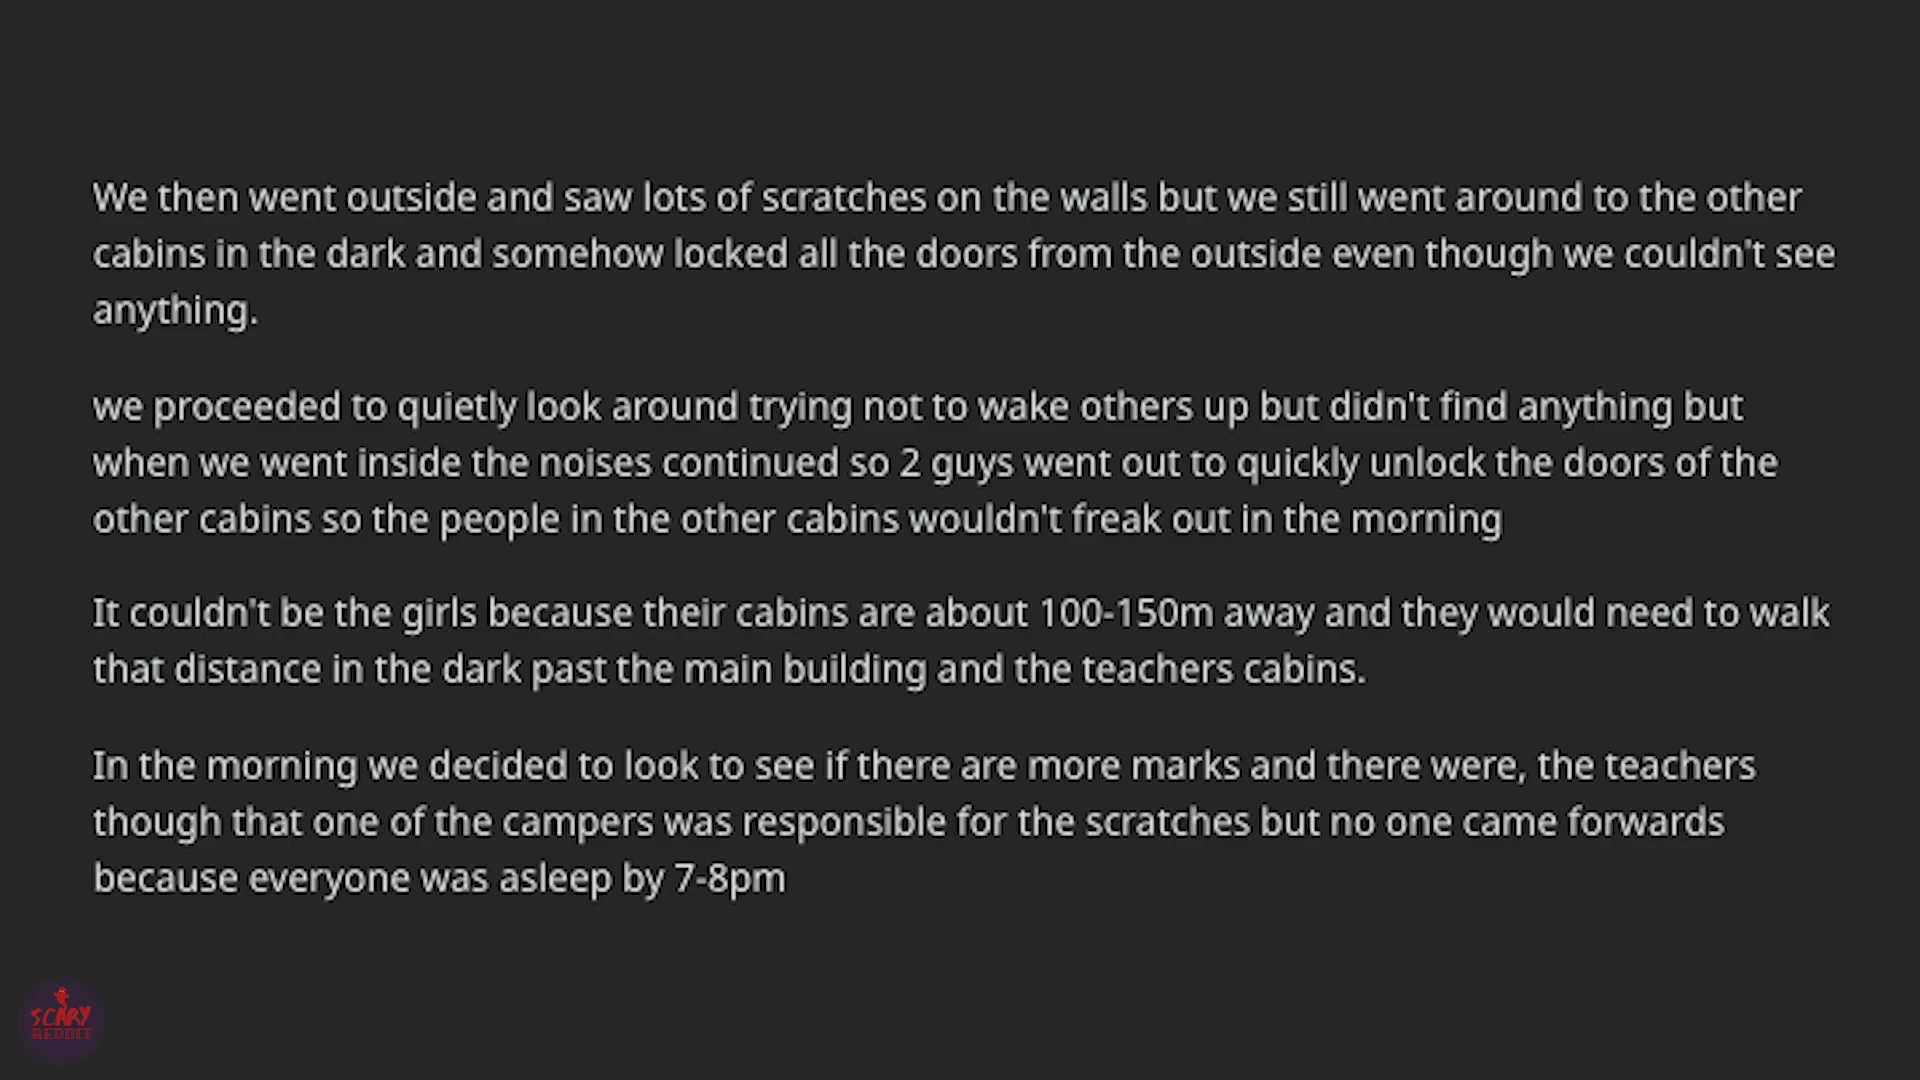 We then went outside and saw lots of scratches on the walls but we still went around to the other
cabins in the dark and somehow locked all the doors from the outside even though we couldn't see
anything.
we proceeded to quietly look around trying not to wake others up but didn't find anything but
when we went inside the noises continued so 2 guys went out to quickly unlock the doors of the
other cabins so the people in the other cabins wouldn't freak out in the morning
It couldn't be the girls because their cabins are about 100-150m away and they would need to walk
that distance in the dark past the main building and the teachers cabins.
In the morning we decided to look to see if there are more marks and there were, the teachers
though that one of the campers was responsible for the scratches but no one came forwards
because everyone was asleep by 7-8pm
SCARY
REDDIT